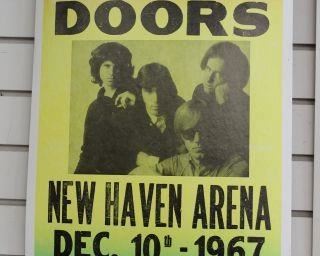 DOORS
NEW HAVEN ARENA
DEC. 10th - 1967